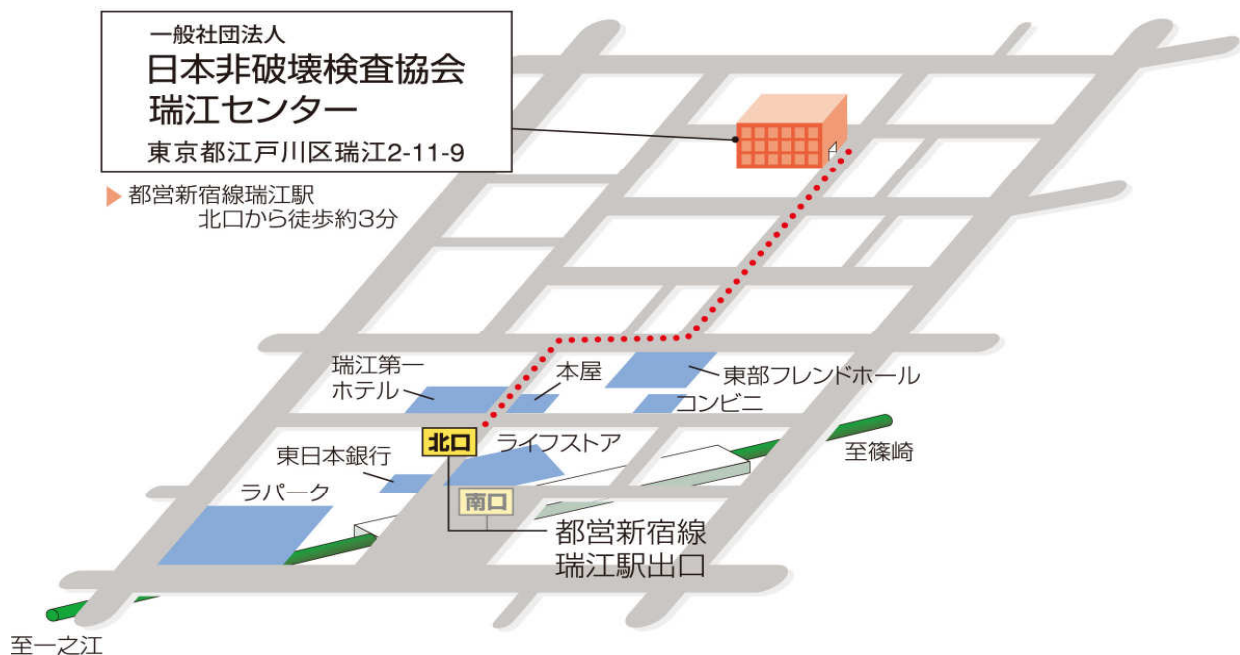 一般社団法人
日本非破壊検査協会
瑞江センター
東京都江戸川区瑞江2-11-9
都営新宿線瑞江駅
北口から徒歩約3分
瑞江第一
ホテル
本屋
東部フレンドホール
コンビニ
北口
ライフストア
至篠崎
東日本銀行
ラパーク
南口
都営新宿線
瑞江駅出口
至一之江